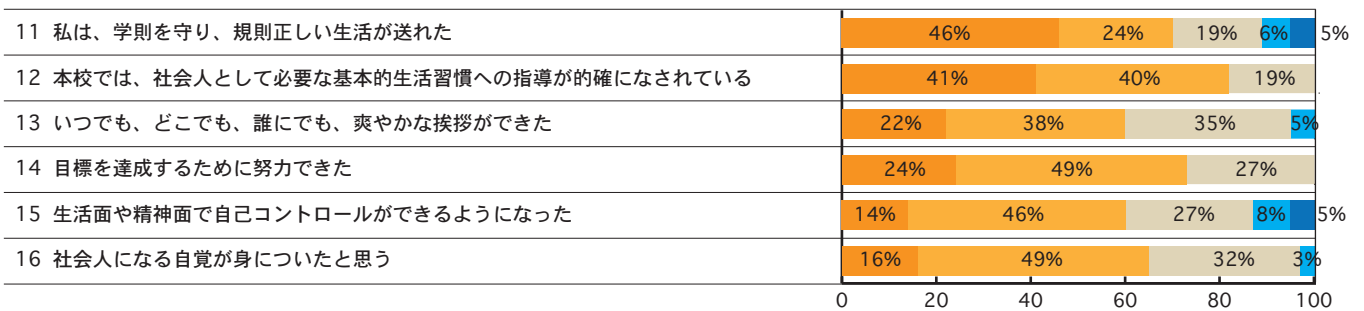 11 私は、学則を守り、規則正しい生活が送れた 46% 24% 19% 6% 5%
12 本校では、社会人として必要な基本的生活習慣への指導が的確になされている 41% 40% 19%
13 いつでも、どこでも、誰にでも、爽やかな挨拶ができた 22% 38% 35% 5%
14 目標を達成するために努力できた 24% 49% 27%
15 生活面や精神面で自己コントロールができるようになった 14% 46% 27% 8% 5%
16 社会人になる自覚が身についたと思う 16% 49% 32% 3%
0 20 40 60 80 100